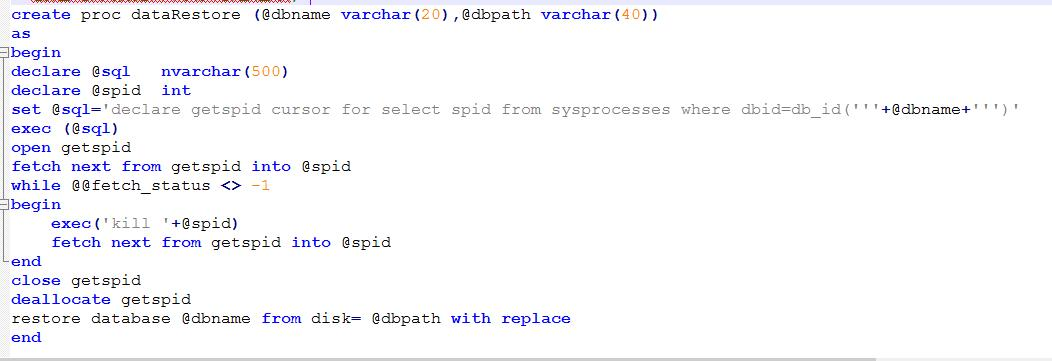 create proc dataRestore (@dbname varchar(20),@dbpath varchar(40))
as
begin
declare @sql   nvarchar(500)
declare @spid  int
set @sql='declare getspid cursor for select spid from sysprocesses where dbid=db_id('''+@dbname+''')'
exec (@sql)
open getspid
fetch next from getspid into @spid
while @@fetch_status <> -1
begin
    exec('kill '+@spid)
    fetch next from getspid into @spid
end
close getspid
deallocate getspid
restore database @dbname from disk= @dbpath with replace
end